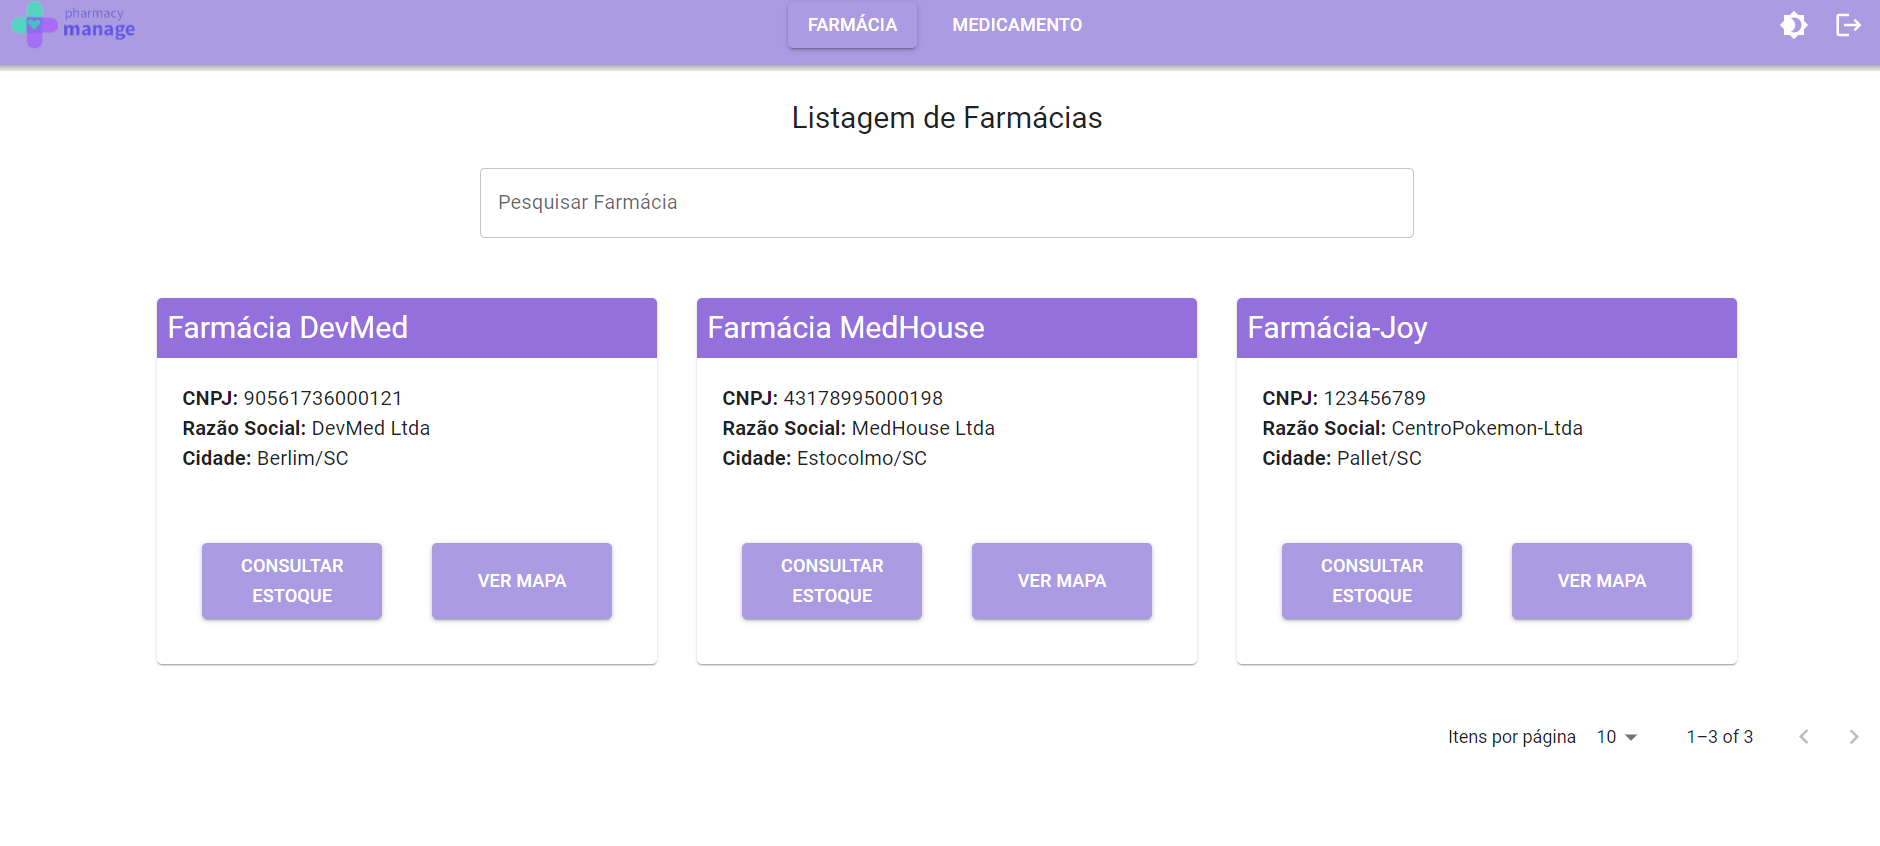 pharmacy
manage
FARMÁCIA
MEDICAMENTO
Listagem de Farmácias
Pesquisar Farmácia
Farmácia DevMed
CNPJ: 90561736000121
Razão Social: DevMed Ltda
Cidade: Berlim/SC
CONSULTAR
ESTOQUE
VER MAPA
Farmácia MedHouse
CNPJ: 43178995000198
Razão Social: MedHouse Ltda
Cidade: Estocolmo/SC
CONSULTAR
ESTOQUE
VER MAPA
Farmácia-Joy
CNPJ: 123456789
Razão Social: CentroPokemon-Ltda
Cidade: Pallet/SC
CONSULTAR
ESTOQUE
VER MAPA
Itens por página 10 1–3 of 3